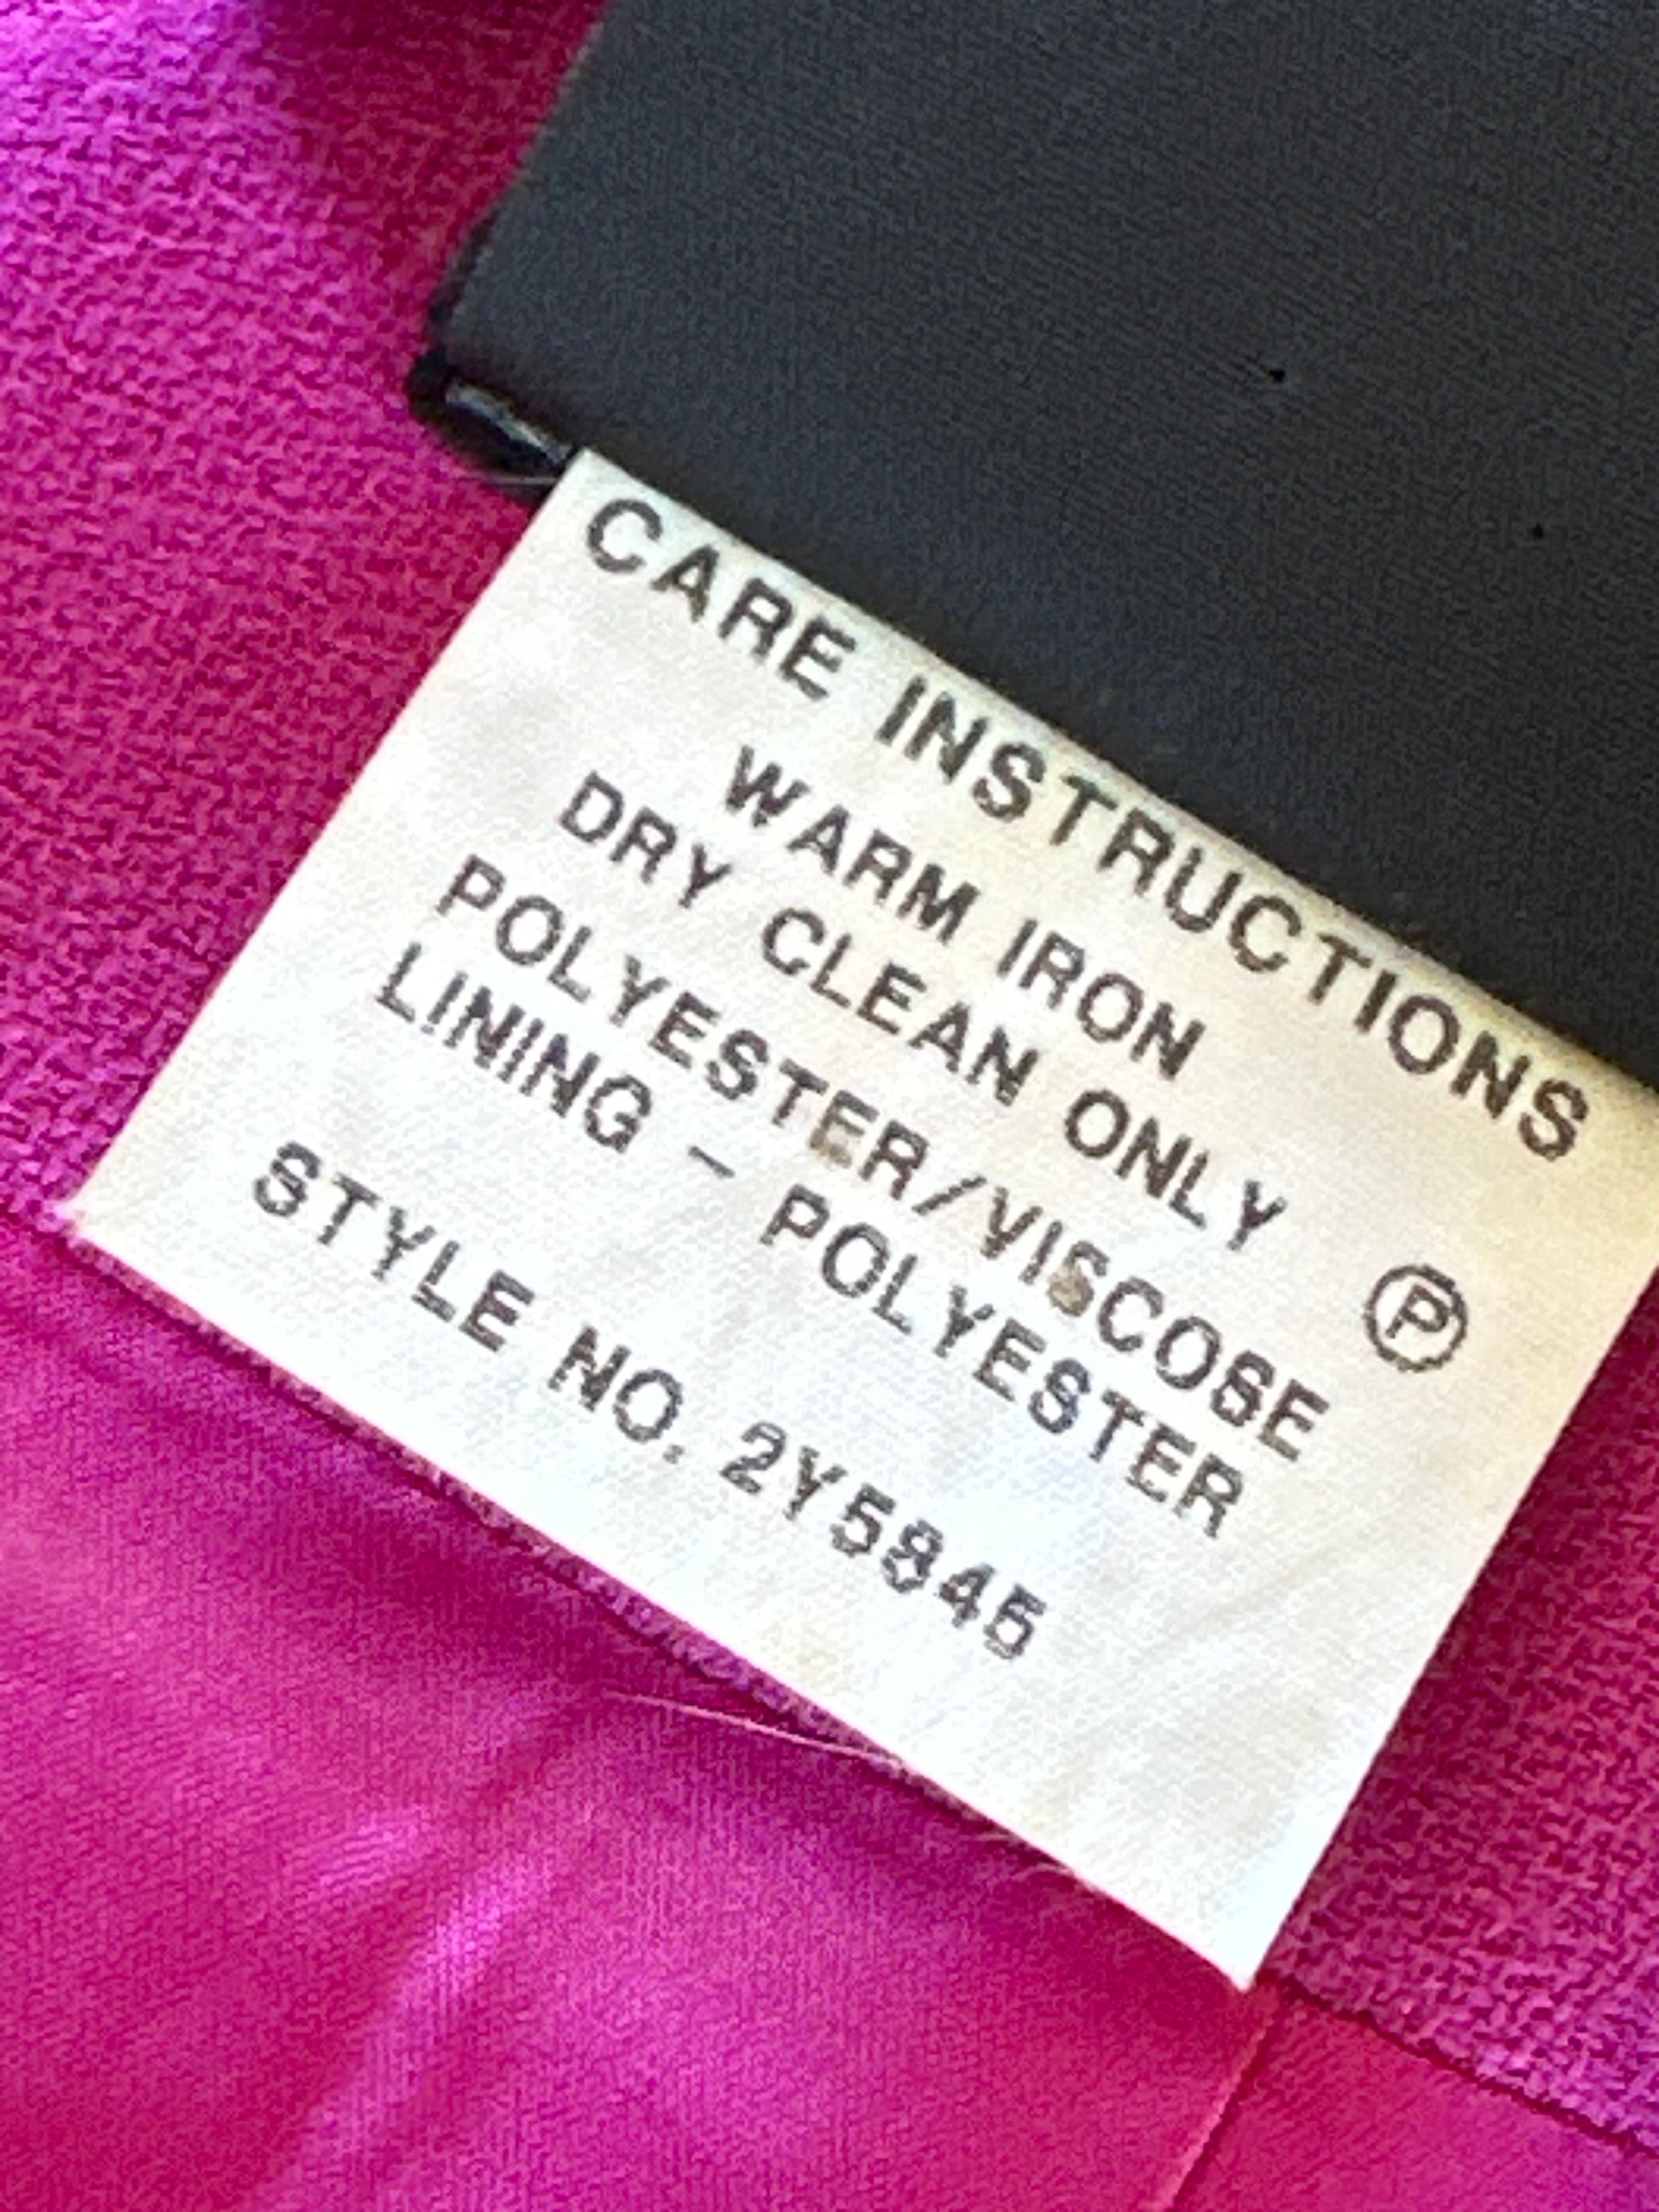 CARE INSTRUCTIONS
WARM IRON
DRY CLEAN ONLY Ⓟ
POLYESTER/VISCOSE
LINING - POLYESTER
STYLE NO. 2Y5845